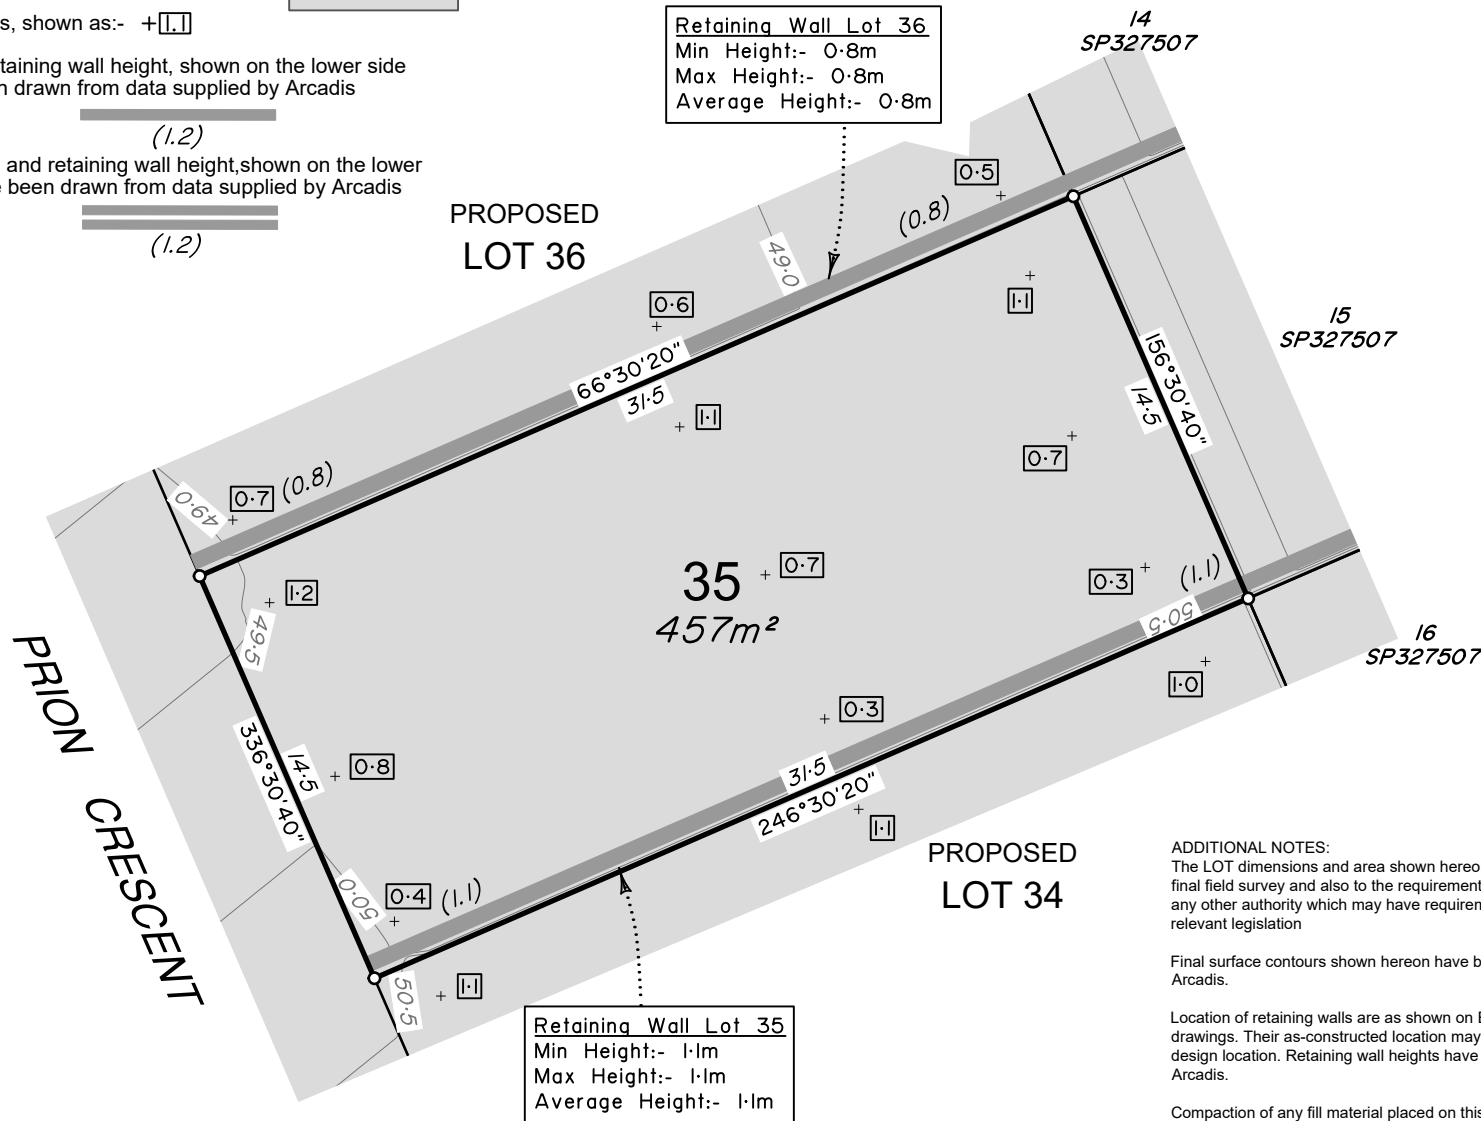 s, shown as:- +1·1
taining wall height, shown on the lower side
n drawn from data supplied by Arcadis
(1.2)
and retaining wall height,shown on the lower
e been drawn from data supplied by Arcadis
(1.2)
Retaining Wall Lot 36
Min Height:- 0·8m
Max Height:- 0·8m
Average Height:- 0·8m
14
SP327507
PROPOSED
LOT 36
49·0
0·5
(0.8)
0·6
1·1
15
SP327507
66°30'20"
31·5
1·1
156°30'40"
14·5
0·7
49·0
0·7
(0.8)
1·2
49·5
35
457m²
0·7
0·3
(1.1)
50·5
16
SP327507
1·0
PRION CRESCENT
336°30'40"
14·5
0·8
0·3
31·5
246°30'20"
1·1
50·0
0·4
(1.1)
50·5
1·1
PROPOSED
LOT 34
Retaining Wall Lot 35
Min Height:- 1·1m
Max Height:- 1·1m
Average Height:- 1·1m
ADDITIONAL NOTES:
The LOT dimensions and area shown hereo
final field survey and also to the requirement
any other authority which may have requiren
relevant legislation
Final surface contours shown hereon have b
Arcadis.
Location of retaining walls are as shown on E
drawings. Their as-constructed location may
design location. Retaining wall heights have
Arcadis.
Compaction of any fill material placed on this